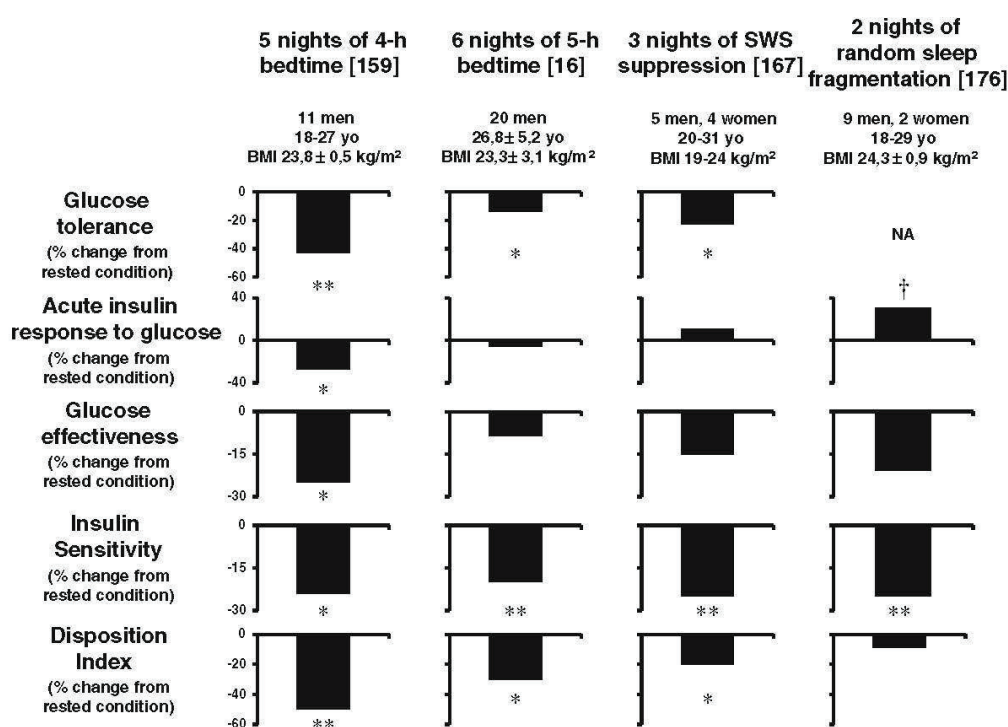 5 nights of 4-h
bedtime [159]
6 nights of 5-h
bedtime [16]
3 nights of SWS
suppression [167]
2 nights of
random sleep
fragmentation [176]
11 men
18-27 yo
BMI 23,8± 0,5 kg/m²
20 men
26,8± 5,2 yo
BMI 23,3± 3,1 kg/m²
5 men, 4 women
20-31 yo
BMI 19-24 kg/m²
9 men, 2 women
18-29 yo
BMI 24,3± 0,9 kg/m²
Glucose
tolerance
(% change from
rested condition)
0
-20
-40
-60
**
*
*
NA
Acute insulin
response to glucose
(% change from
rested condition)
40
0
-40
*
†
Glucose
effectiveness
(% change from
rested condition)
0
-15
-30
*
Insulin
Sensitivity
(% change from
rested condition)
0
-15
-30
*
**
**
**
Disposition
Index
(% change from
rested condition)
0
-20
-40
-60
**
*
*